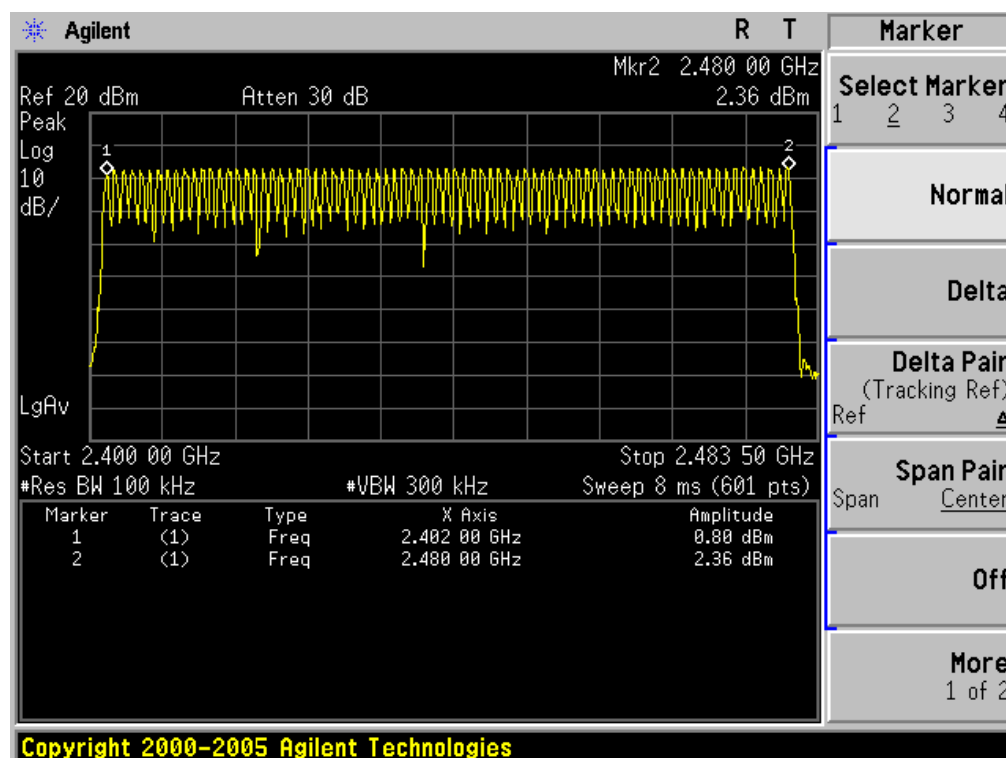 Agilent R T
Mkr2 2.480 00 GHz
Ref 20 dBm Atten 30 dB 2.36 dBm
Peak
Log
10
dB/
1
2
LgAv
Start 2.400 00 GHz Stop 2.483 50 GHz
#Res BW 100 kHz #VBW 300 kHz Sweep 8 ms (601 pts)
Marker Trace Type X Axis Amplitude
1 (1) Freq 2.402 00 GHz 0.80 dBm
2 (1) Freq 2.480 00 GHz 2.36 dBm
Marker
Select Marker
1 2 3 4
Normal
Delta
Delta Pair
(Tracking Ref)
Ref Δ
Span Pair
Span Center
Off
More
1 of 2
Copyright 2000-2005 Agilent Technologies